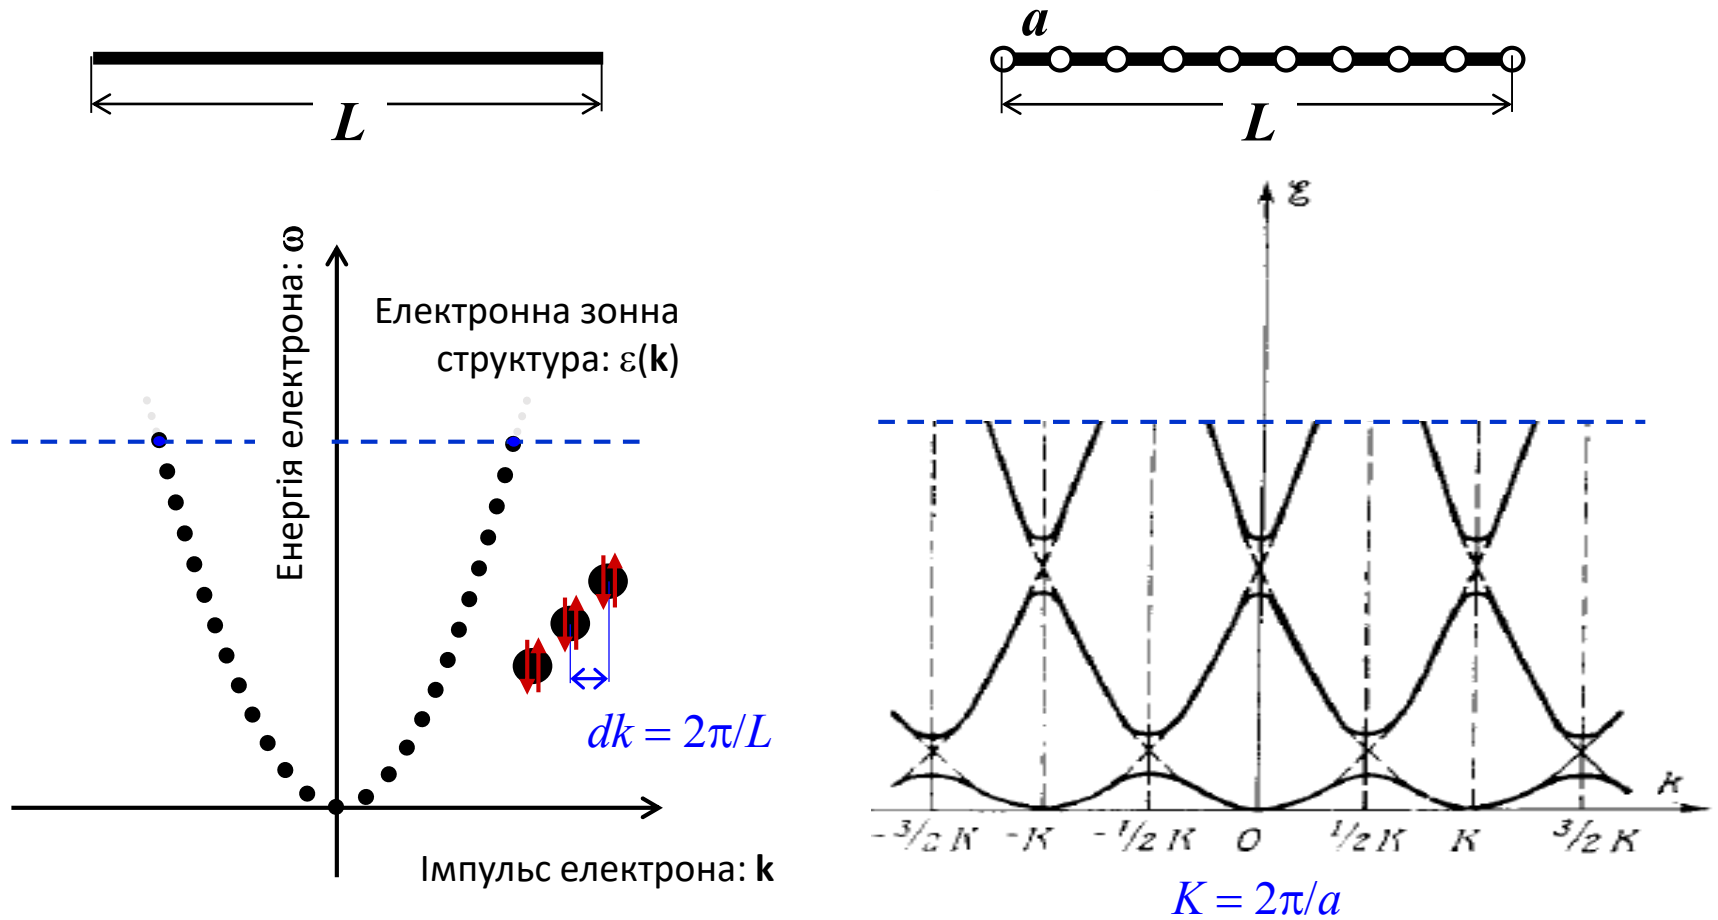 L
a
L
Енергія електрона: ω
Електронна зонна
структура: ε(k)
dk = 2π/L
Імпульс електрона: k
ℰ
k
-3/2 K -K -1/2 K 0 1/2 K K 3/2 K
K = 2π/a